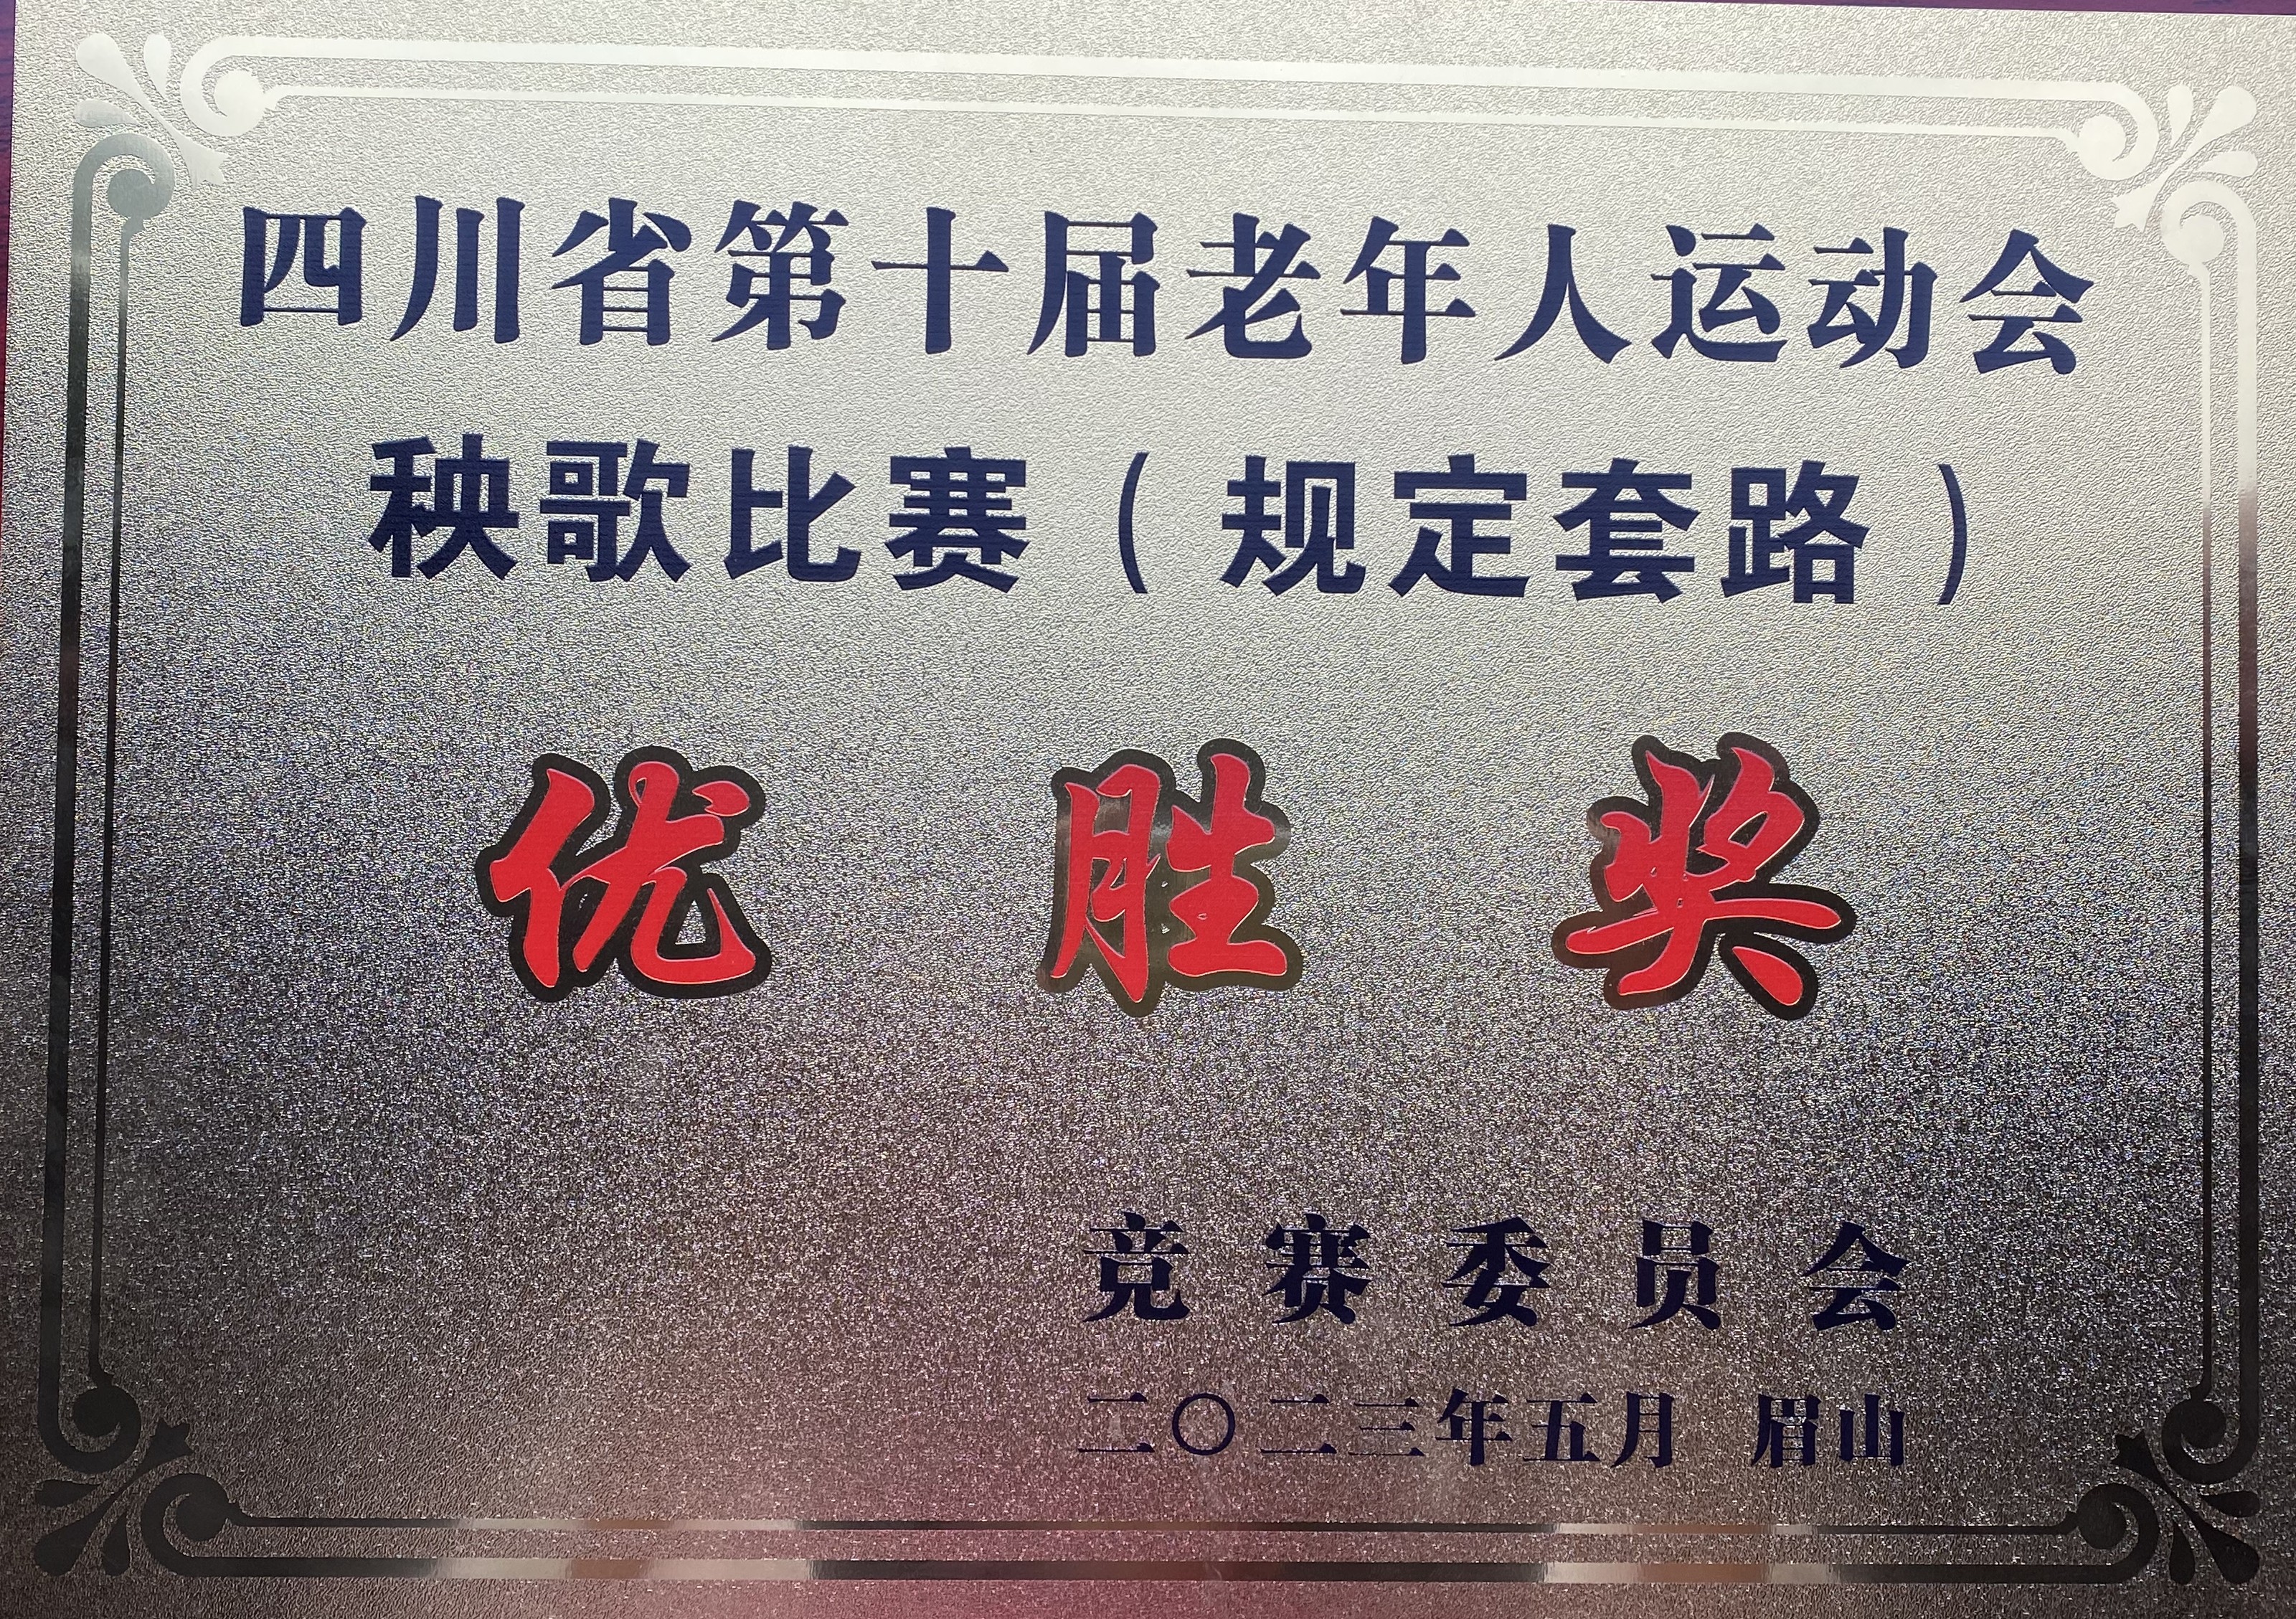 四川省第十届老年人运动会
秧歌比赛（规定套路）
优胜奖
竞赛委员会
二〇二三年五月 眉山